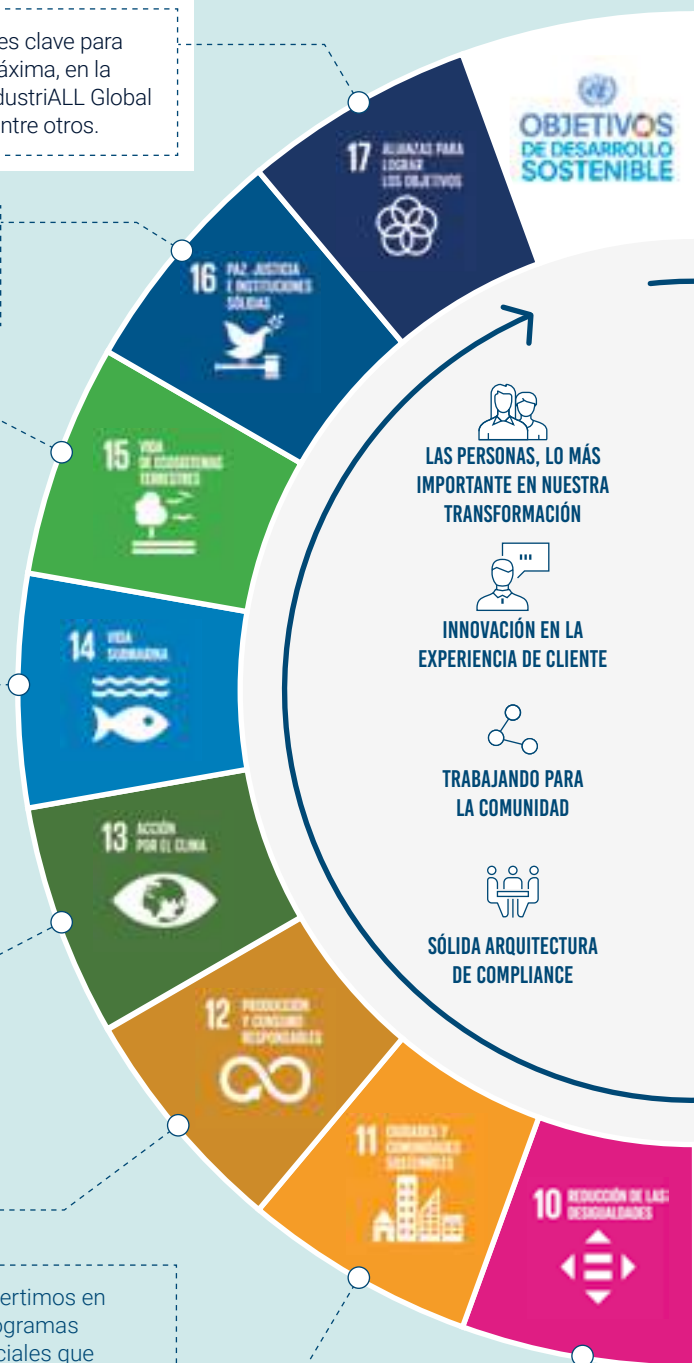 es clave para
áxima, en la
dustriALL Global
ntre otros.
OBJETIVOS
DE DESARROLLO
SOSTENIBLE
17 ALIANZAS PARA
LOGRAR
LOS OBJETIVOS
16 PAZ, JUSTICIA
E INSTITUCIONES
SÓLIDAS
15 VIDA
DE ECOSISTEMAS
TERRESTRES
14 VIDA
SUBMARINA
13 ACCIÓN
POR EL CLIMA
12 PRODUCCIÓN
Y CONSUMO
RESPONSABLES
11 CIUDADES Y
COMUNIDADES
SOSTENIBLES
10 REDUCCIÓN DE LAS
DESIGUALDADES
LAS PERSONAS, LO MÁS
IMPORTANTE EN NUESTRA
TRANSFORMACIÓN
INNOVACIÓN EN LA
EXPERIENCIA DE CLIENTE
TRABAJANDO PARA
LA COMUNIDAD
SÓLIDA ARQUITECTURA
DE COMPLIANCE
ertimos en
ogramas
ciales que